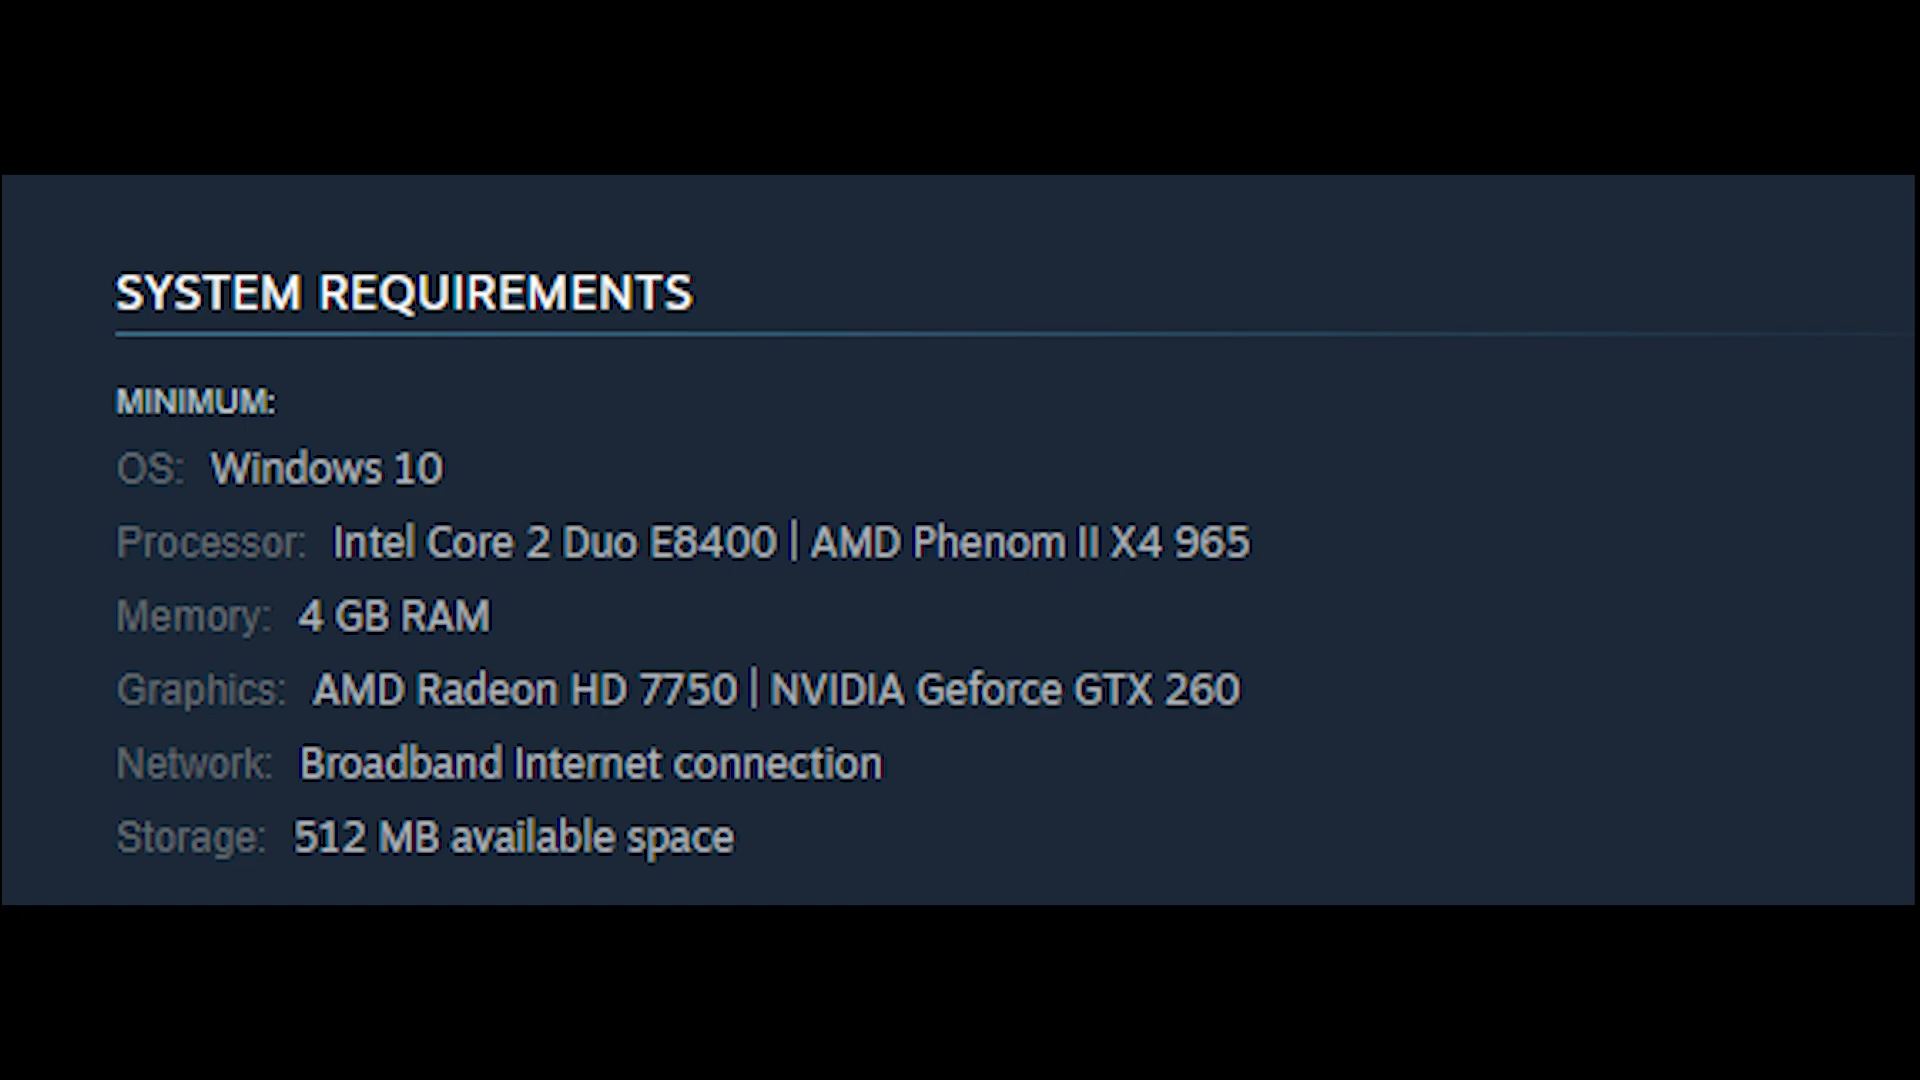 SYSTEM REQUIREMENTS
MINIMUM:
OS: Windows 10
Processor: Intel Core 2 Duo E8400 | AMD Phenom II X4 965
Memory: 4 GB RAM
Graphics: AMD Radeon HD 7750 | NVIDIA Geforce GTX 260
Network: Broadband Internet connection
Storage: 512 MB available space